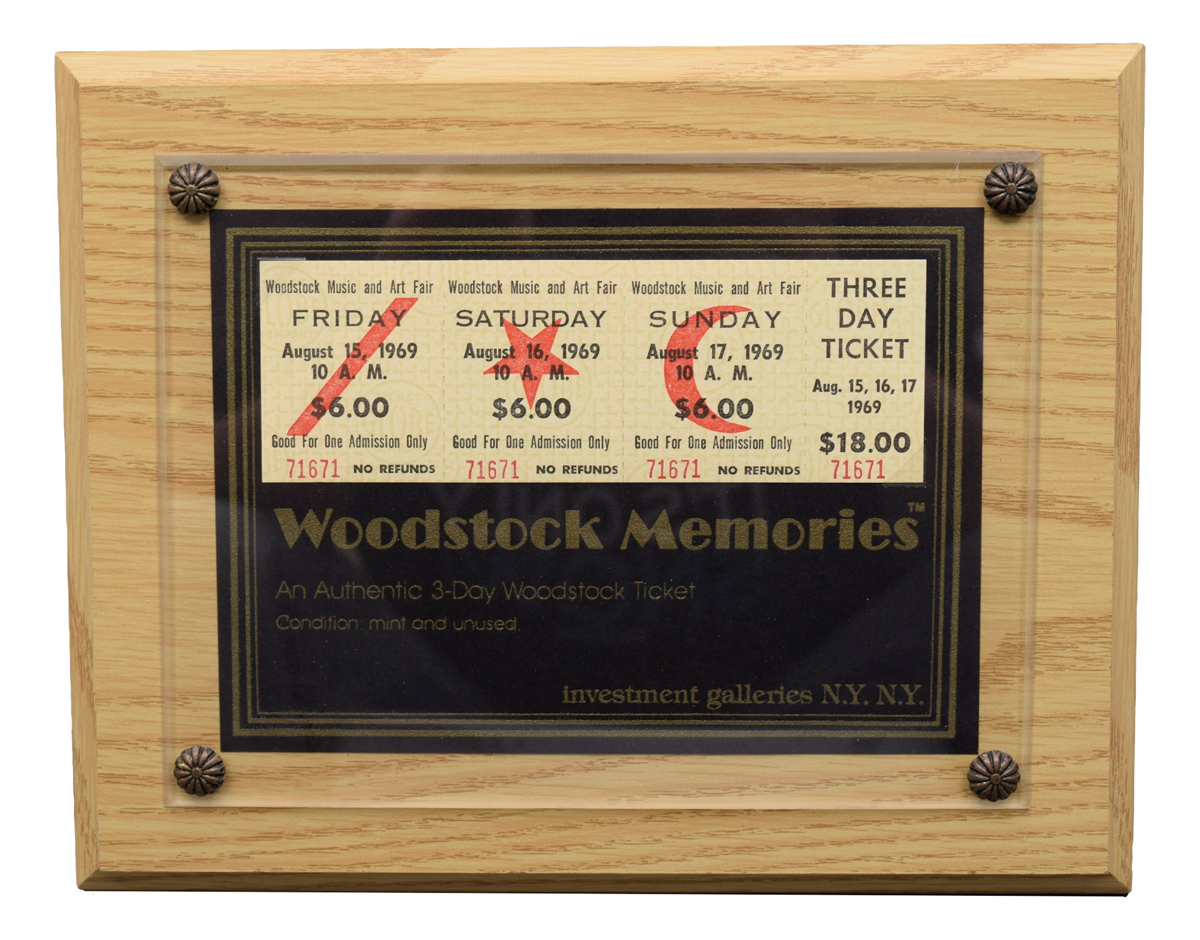 Woodstock Music and Art Fair
FRIDAY
August 15, 1969
10 A. M.
$6.00
Good For One Admission Only
71671 NO REFUNDS
Woodstock Music and Art Fair
SATURDAY
August 16, 1969
10 A. M.
$6.00
Good For One Admission Only
71671 NO REFUNDS
Woodstock Music and Art Fair
SUNDAY
August 17, 1969
10 A. M.
$6.00
Good For One Admission Only
71671 NO REFUNDS
THREE
DAY
TICKET
Aug. 15, 16, 17
1969
$18.00
71671
Woodstock Memories™
An Authentic 3-Day Woodstock Ticket
Condition: mint and unused.
investment galleries N.Y. N.Y.